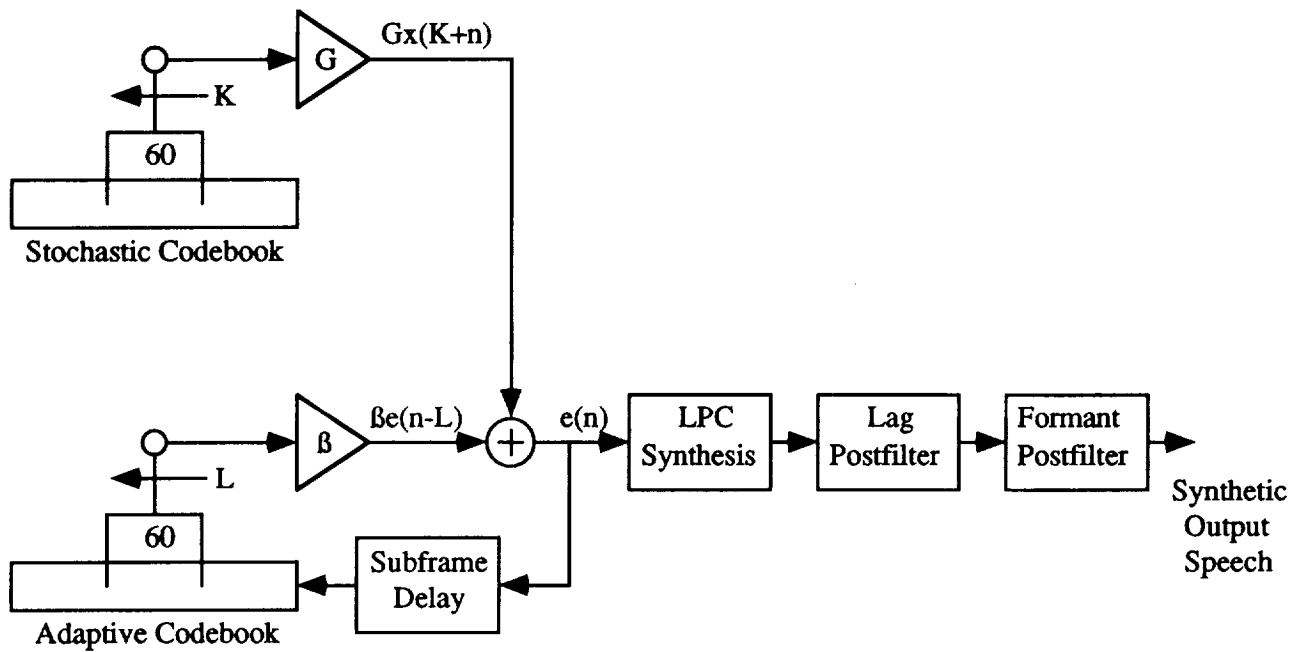 Gx(K+n)
G
K
60
Stochastic Codebook
ße(n-L)
e(n)
ß
L
60
LPC
Synthesis
Lag
Postfilter
Formant
Postfilter
Synthetic
Output
Speech
Subframe
Delay
Adaptive Codebook